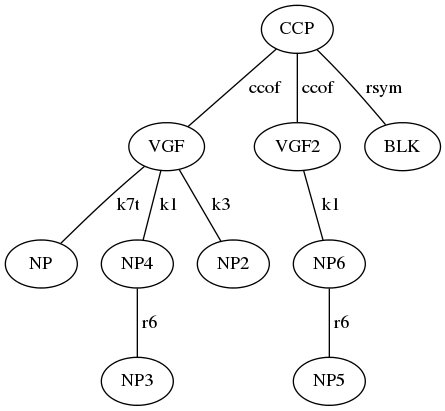 CCP
ccof ccof rsym
VGF VGF2 BLK
k7t k1 k3 k1
NP NP4 NP2 NP6
r6 r6
NP3 NP5